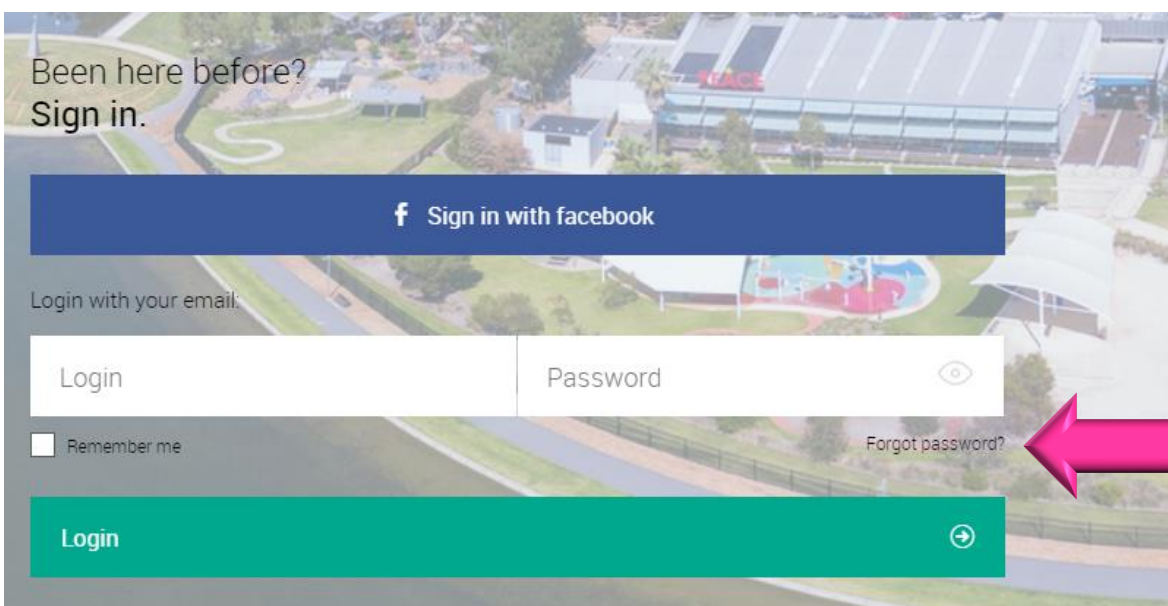 Been here before?
Sign in.
f Sign in with facebook
Login with your email:
Login
Password
Remember me
Forgot password?
Login